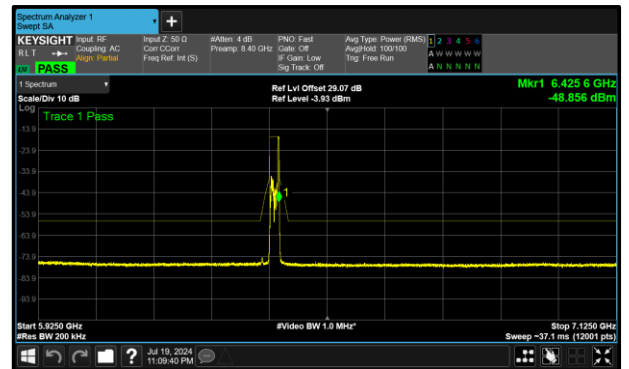 Spectrum Analyzer 1
Swept SA
+
KEYSIGHT Input: RF Input Z: 50 Ω #Atten: 4 dB PNO: Fast Avg Type: Power (RMS) 1 2 3 4 5 6
RLT Coupling: AC Corr CCorr Preamp: 8.40 GHz Gate: Off Avg|Hold: 100/100 A W W W W W
Align: Partial Freq Ref: Int (S) IF Gain: Low Trig: Free Run
PASS Sig Track: Off A N N N N N
1 Spectrum Ref Lvl Offset 29.07 dB Mkr1 6.425 6 GHz
Scale/Div 10 dB Ref Level -3.93 dBm -48.856 dBm
Log
Trace 1 Pass
-13.9
-23.9
-33.9
1
-43.9
-53.9
-63.9
-73.9
-83.9
-93.9
Start 5.9250 GHz #Video BW 1.0 MHz* Stop 7.1250 GHz
#Res BW 200 kHz Sweep ~37.1 ms (12001 pts)
? Jul 19, 2024
11:09:40 PM